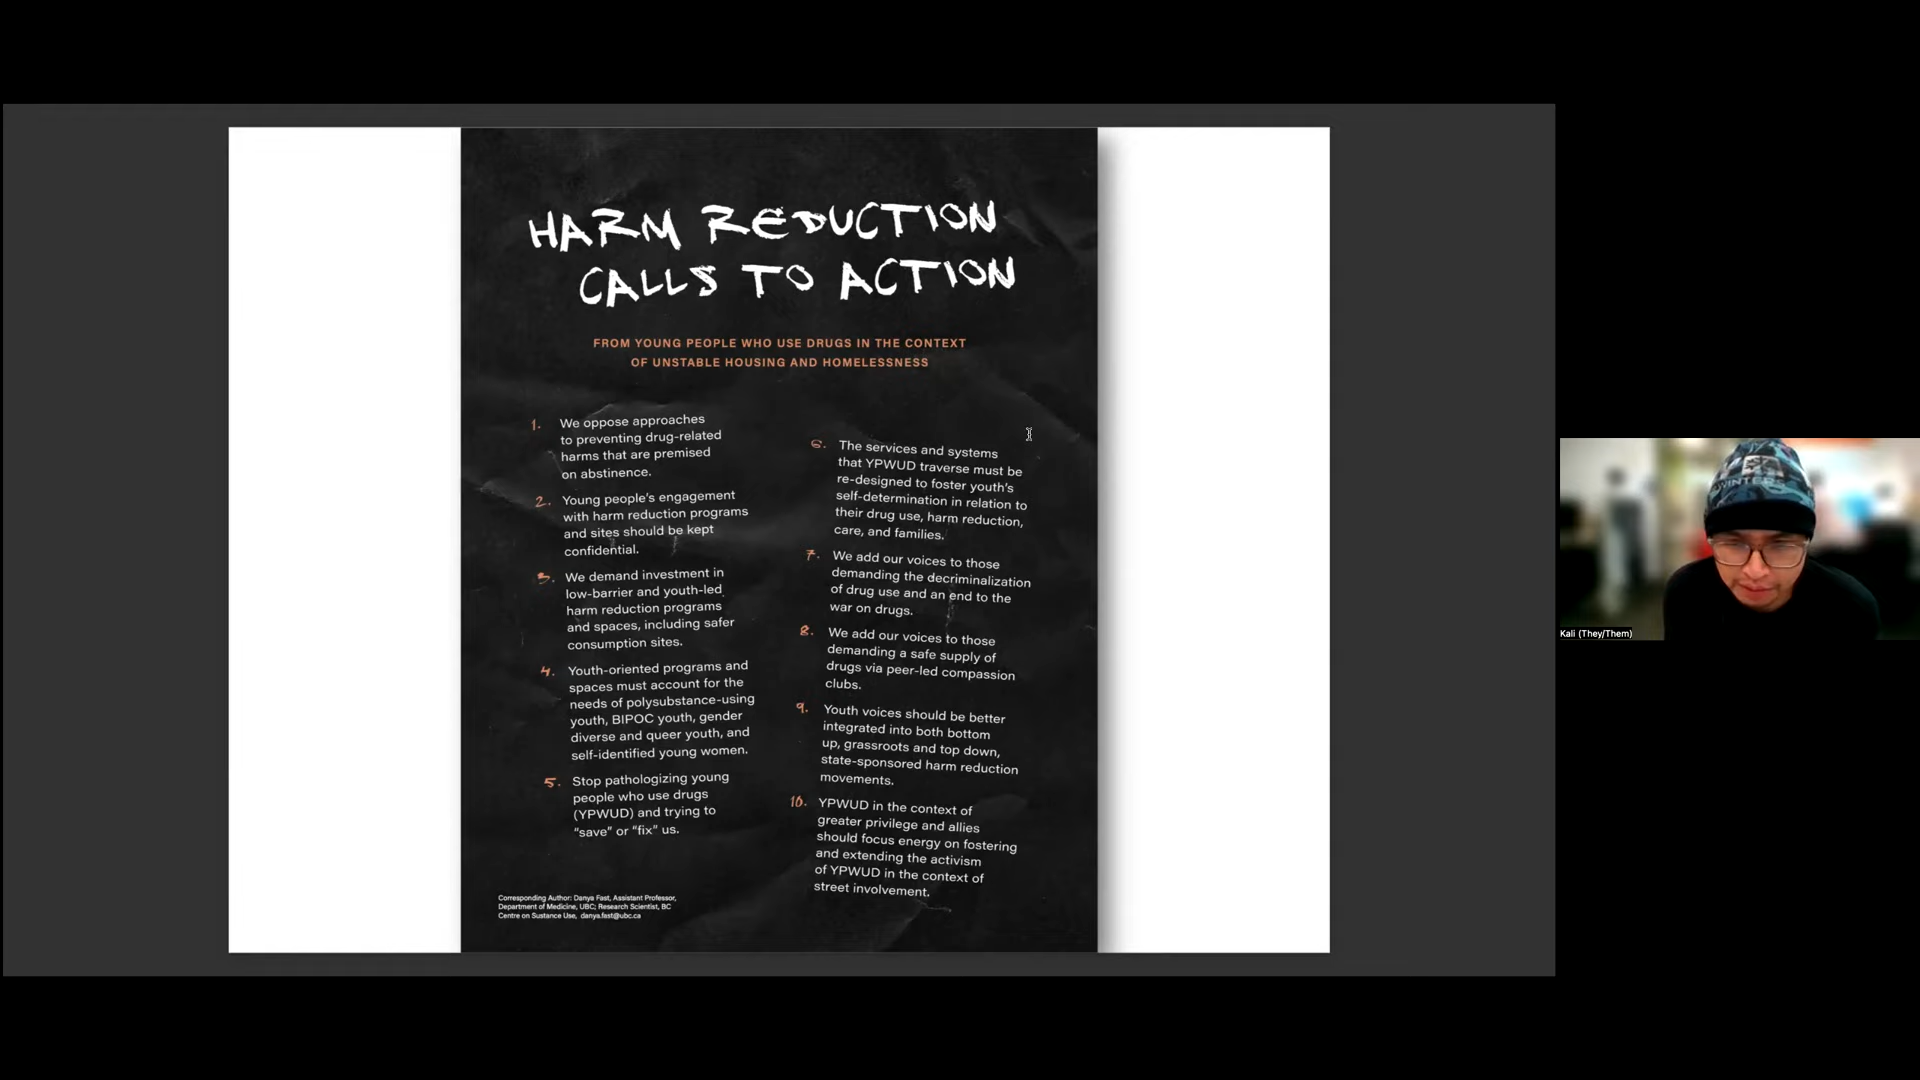 HARM REDUCTION
CALLS TO ACTION
FROM YOUNG PEOPLE WHO USE DRUGS IN THE CONTEXT
OF UNSTABLE HOUSING AND HOMELESSNESS
1. We oppose approaches
to preventing drug-related
harms that are premised
on abstinence.
2. Young people's engagement
with harm reduction programs
and sites should be kept
confidential.
3. We demand investment in
low-barrier and youth-led
harm reduction programs
and spaces, including safer
consumption sites.
4. Youth-oriented programs and
spaces must account for the
needs of polysubstance-using
youth, BIPOC youth, gender
diverse and queer youth, and
self-identified young women.
5. Stop pathologizing young
people who use drugs
(YPWUD) and trying to
"save" or "fix" us.
6. The services and systems
that YPWUD traverse must be
re-designed to foster youth's
self-determination in relation to
their drug use, harm reduction,
care, and families.
7. We add our voices to those
demanding the decriminalization
of drug use and an end to the
war on drugs.
8. We add our voices to those
demanding a safe supply of
drugs via peer-led compassion
clubs.
9. Youth voices should be better
integrated into both bottom
up, grassroots and top down,
state-sponsored harm reduction
movements.
10. YPWUD in the context of
greater privilege and allies
should focus energy on fostering
and extending the activism
of YPWUD in the context of
street involvement.
Corresponding Author: Danya Fast, Assistant Professor,
Department of Medicine, UBC; Research Scientist, BC
Centre on Sustance Use, danya.fast@ubc.ca
Kali (They/Them)